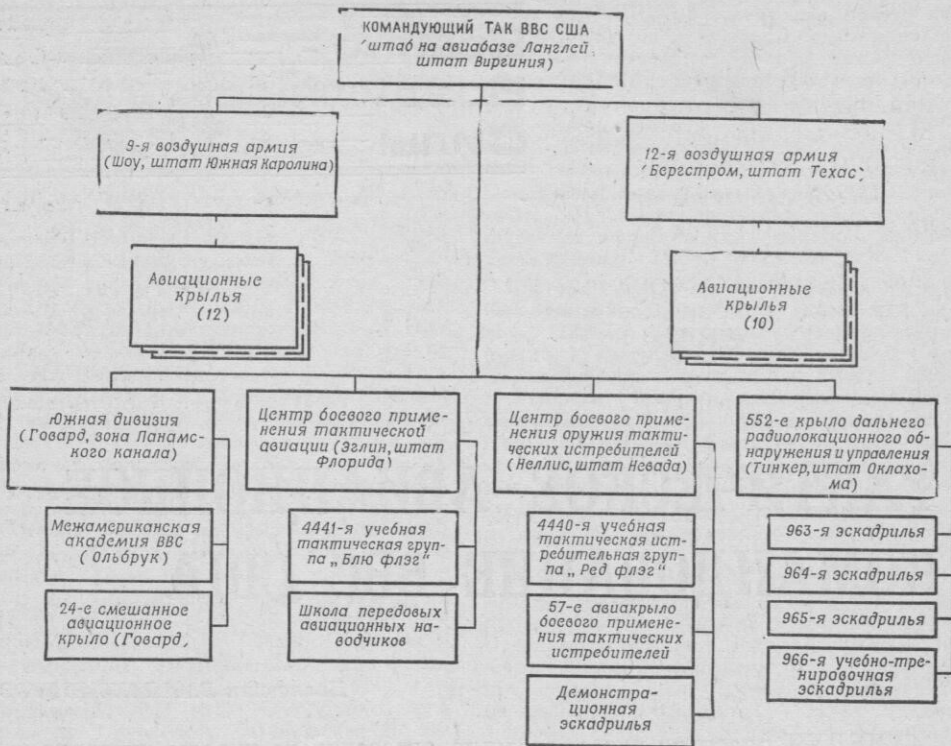 КОМАНДУЮЩИЙ ТАК ВВС США
(штаб на авиабазе Ланглей,
штат Виргиния)
9-я воздушная армия
(Шоу, штат Южная Каролина)
12-я воздушная армия
(Бергстром, штат Техас)
Авиационные
крылья
(12)
Авиационные
крылья
(10)
Южная дивизия
(Говард, зона Панамс-
кого канала)
Межамериканская
академия ВВС
(Ольбрук)
24-е смешанное
авиационное
крыло (Говард)
Центр боевого приме-
нения тактической
авиации (Эглин, штат
Флорида)
4441-я учебная
тактическая группа
„Блю флэг"
Школа передовых
авиационных на-
водчиков
Центр боевого приме-
нения оружия такти-
ческих истребителей
(Неллис, штат Невада)
4440-я учебная
тактическая ист-
ребительная груп-
па „Ред флэг"
57-е авиакрыло
боевого примене-
ния тактических
истребителей
Демонстра-
ционная
эскадрилья
552-е крыло дальнего
радиолокационного об-
наружения и управления
(Тинкер, штат Оклахо-
ма)
963-я эскадрилья
964-я эскадрилья
965-я эскадрилья
966-я учебно-тре-
нировочная
эскадрилья